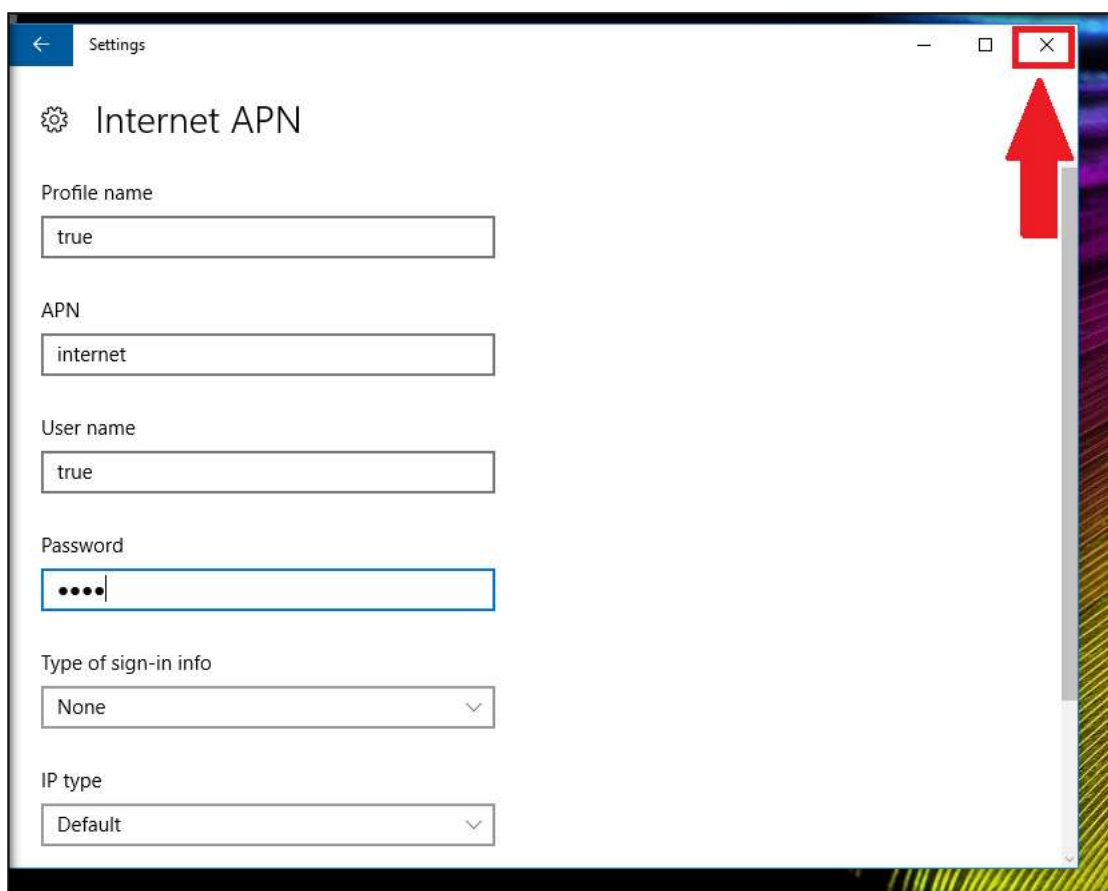 Settings
Internet APN
Profile name
true
APN
internet
User name
true
Password
••••
Type of sign-in info
None
IP type
Default